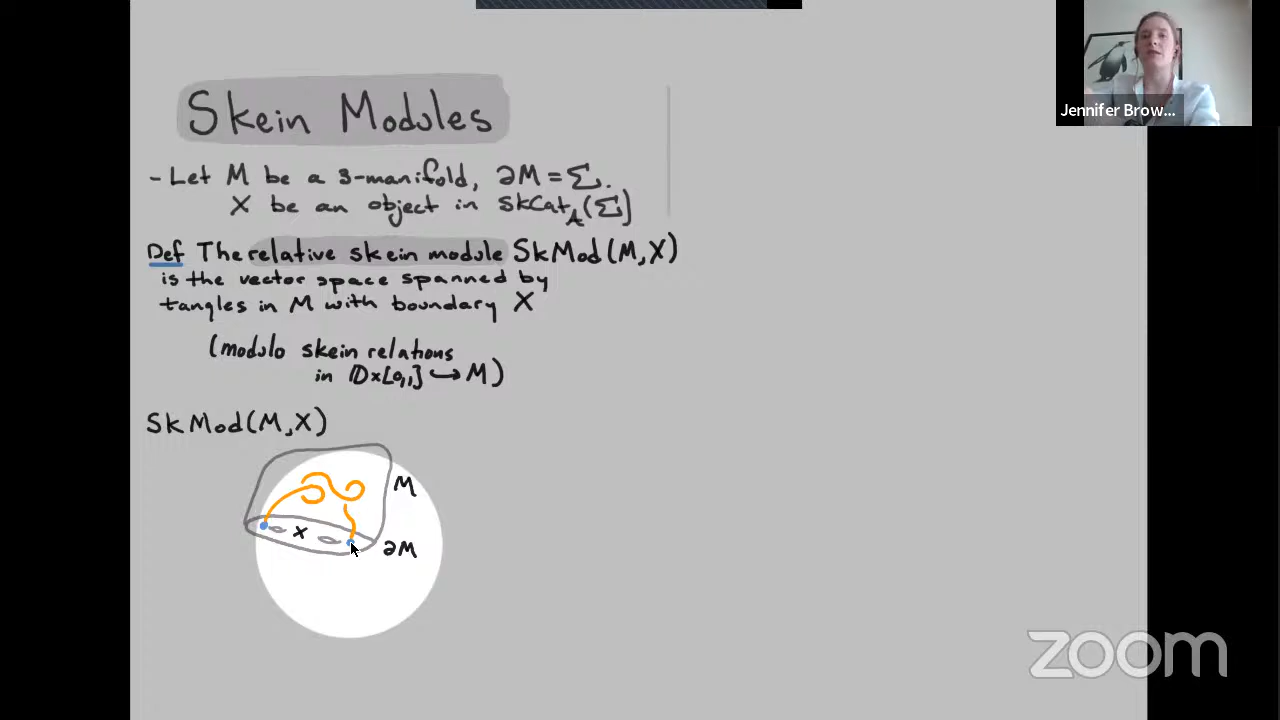 Skein Modules
- Let M be a 3-manifold, ∂M = Σ.
X be an object in SkCat_A(Σ)
Def The relative skein module SkMod(M,X)
is the vector space spanned by
tangles in M with boundary X
(modulo skein relations
in 𝔻×[0,1] ↪ M)
SkMod(M,X)
M
X
∂M
Jennifer Brow...
zoom